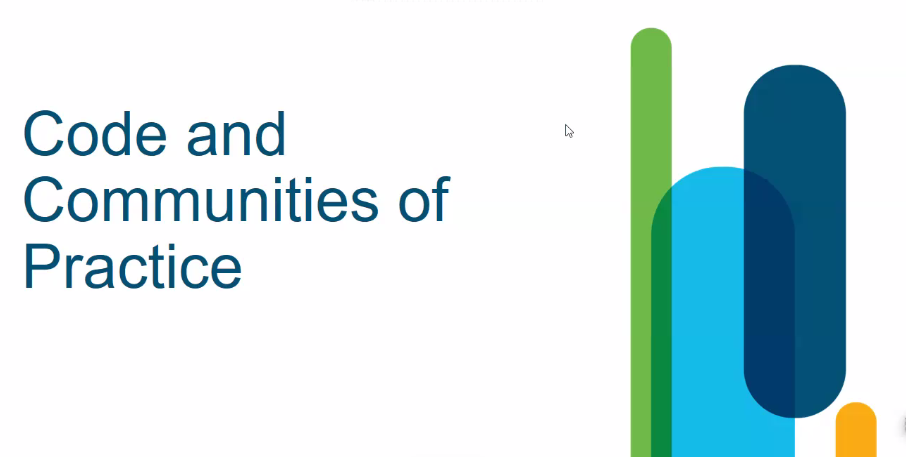 Code and
Communities of
Practice